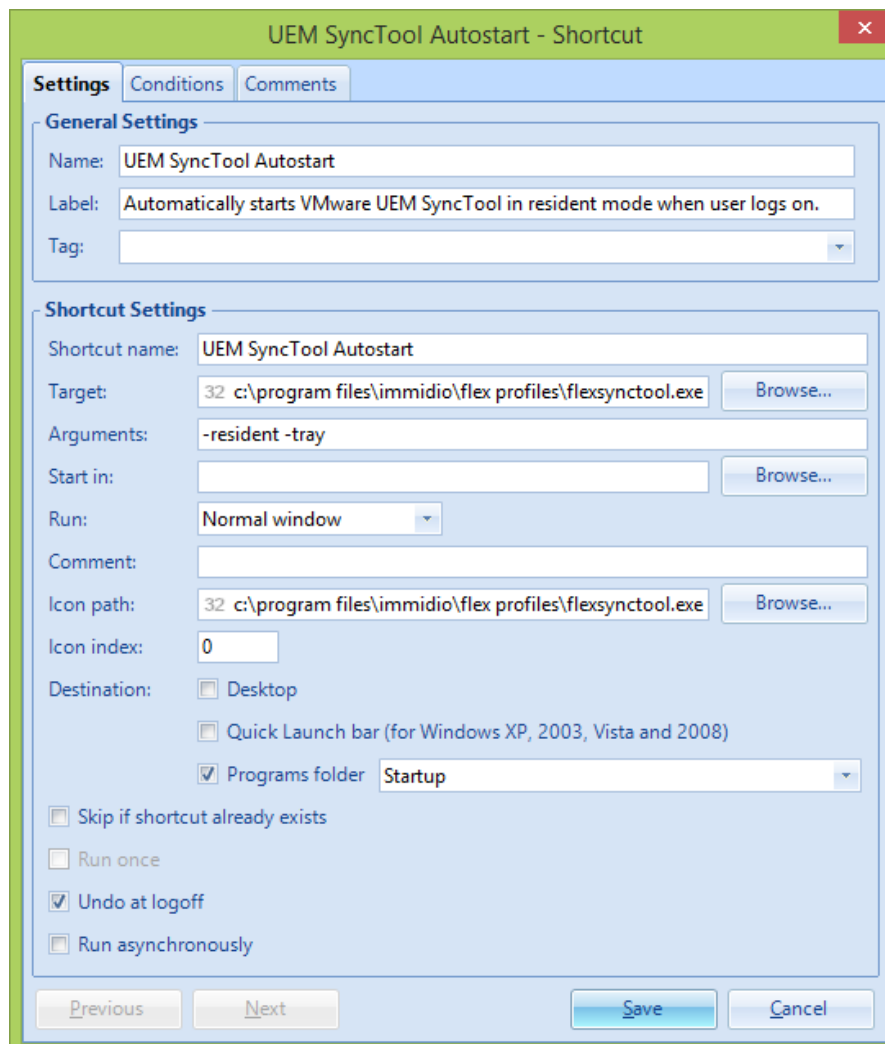 UEM SyncTool Autostart - Shortcut
Settings Conditions Comments
General Settings
Name: UEM SyncTool Autostart
Label: Automatically starts VMware UEM SyncTool in resident mode when user logs on.
Tag:
Shortcut Settings
Shortcut name: UEM SyncTool Autostart
Target: 32 c:\program files\immidio\flex profiles\flexsynctool.exe Browse...
Arguments: -resident -tray
Start in: Browse...
Run: Normal window
Comment:
Icon path: 32 c:\program files\immidio\flex profiles\flexsynctool.exe Browse...
Icon index: 0
Destination: Desktop
Quick Launch bar (for Windows XP, 2003, Vista and 2008)
Programs folder Startup
Skip if shortcut already exists
Run once
Undo at logoff
Run asynchronously
Previous Next Save Cancel